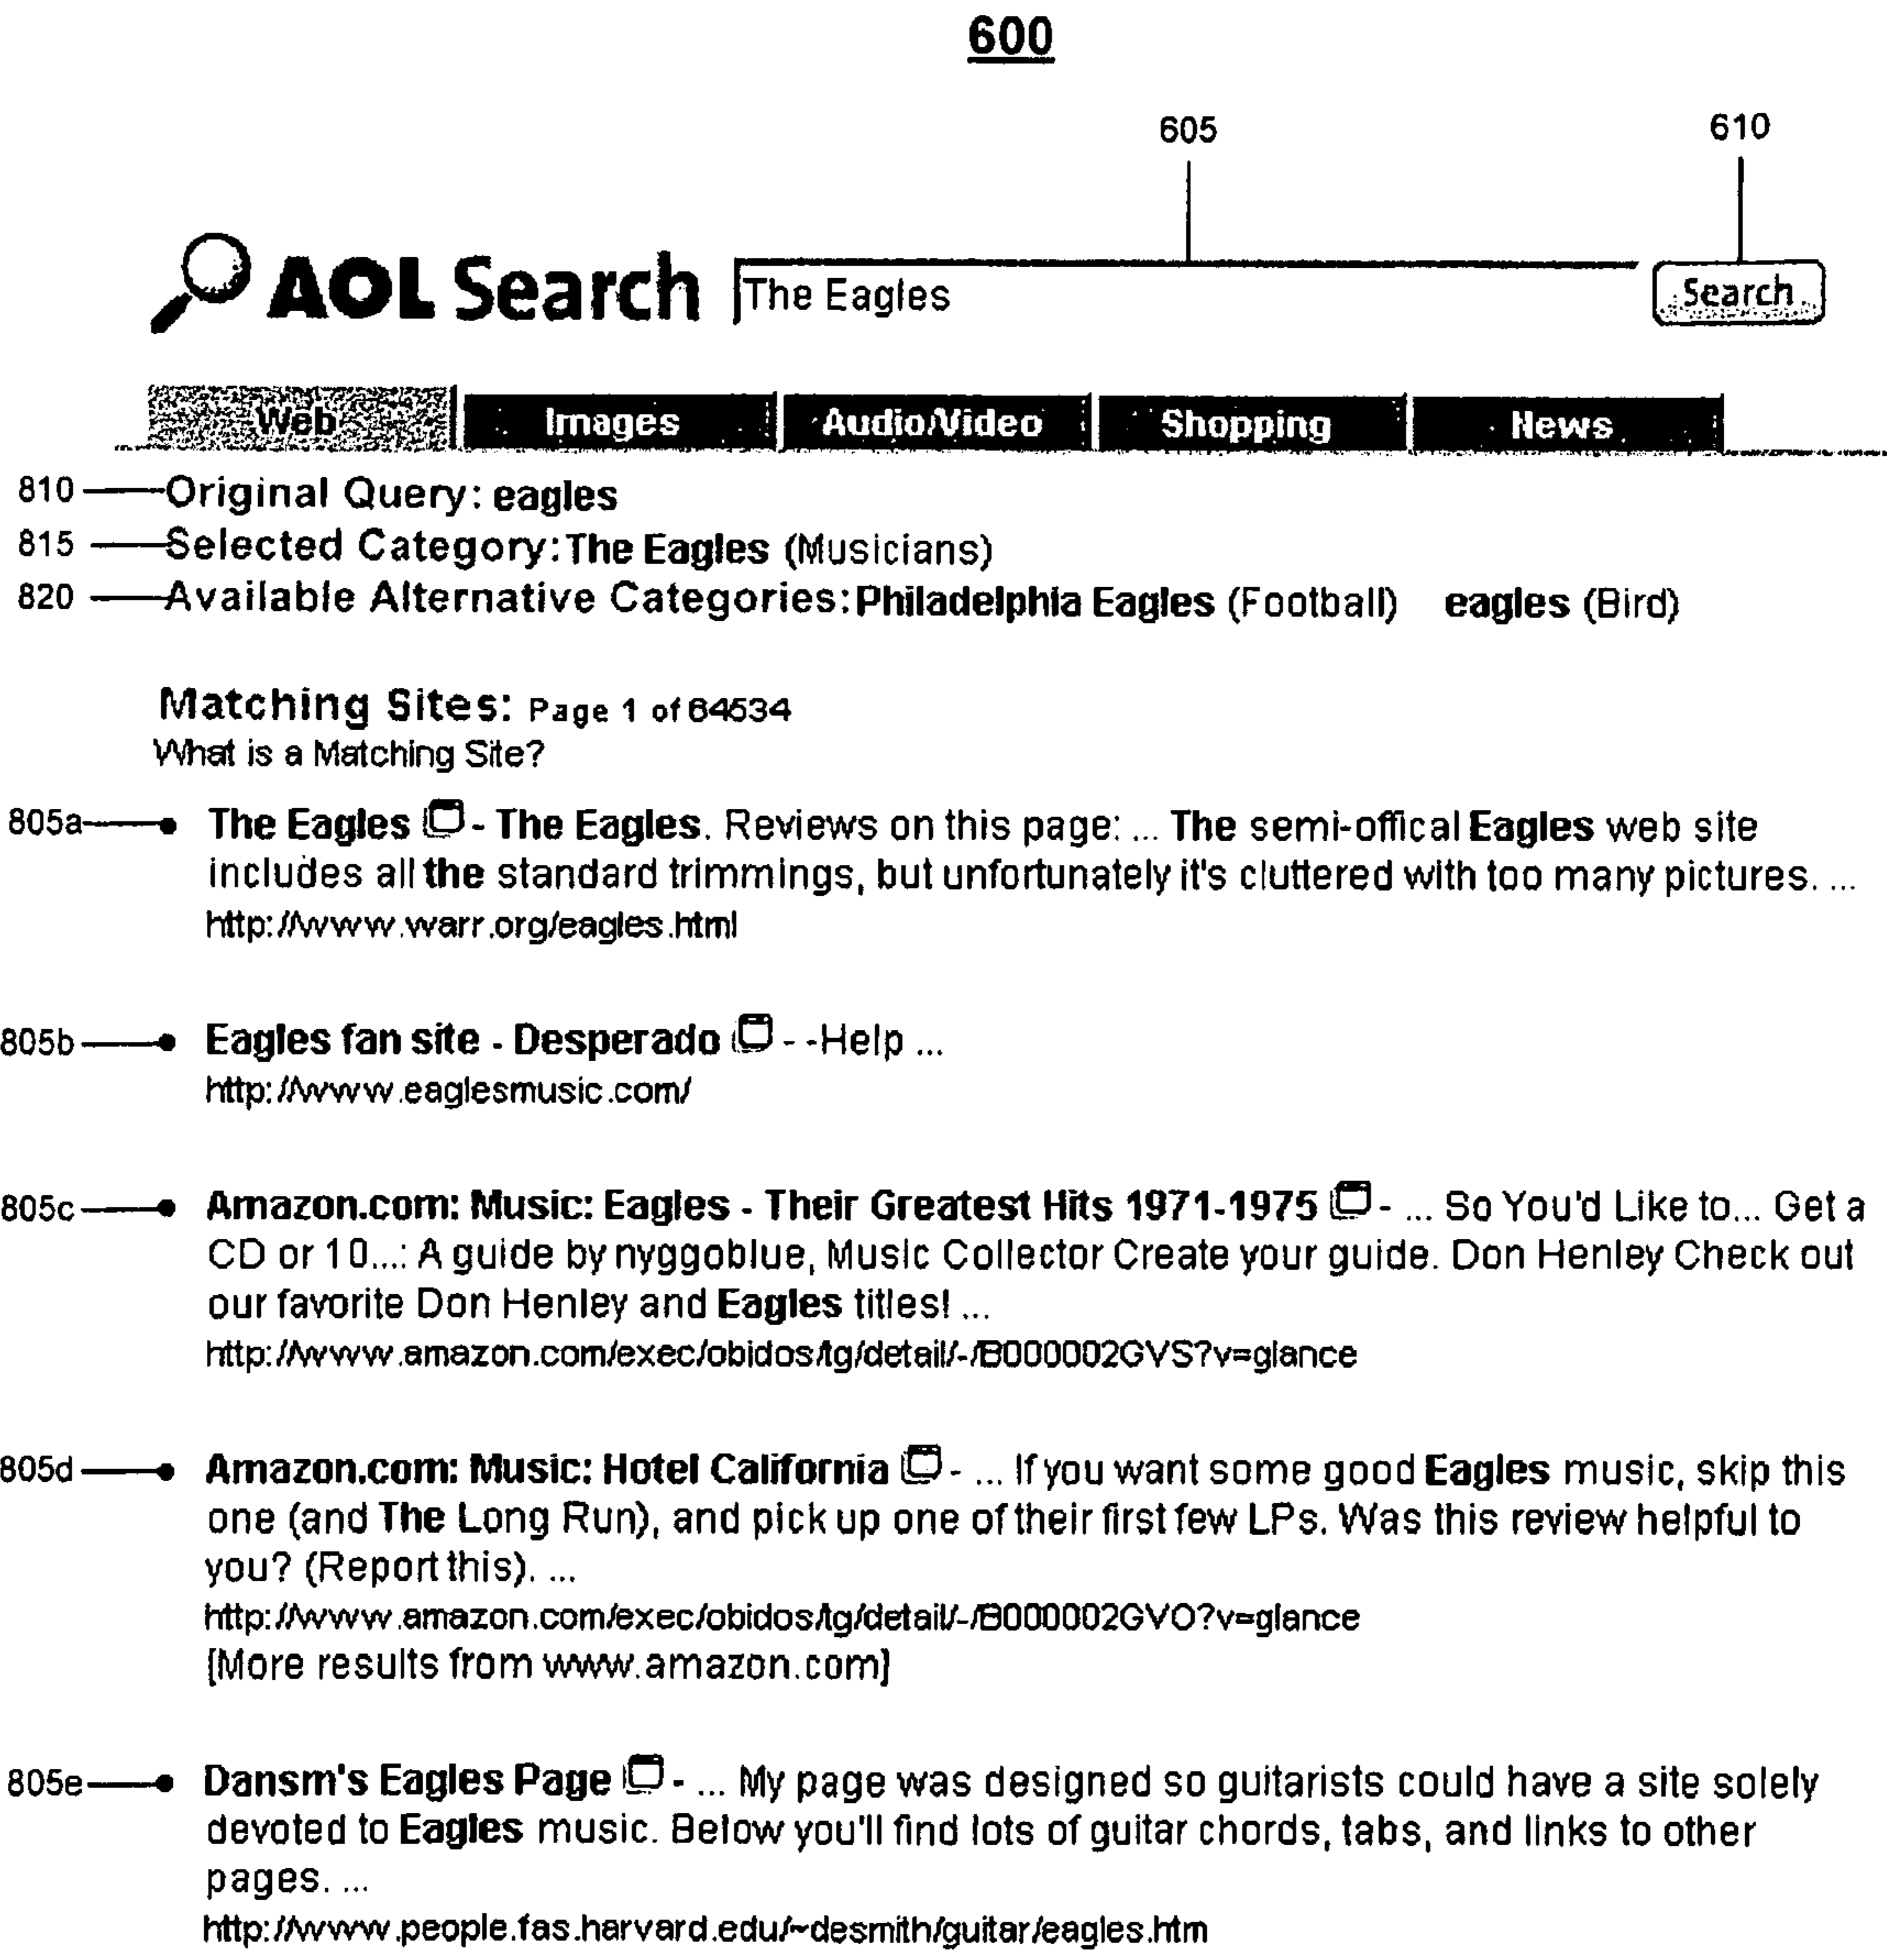 600
605 610
AOL Search The Eagles Search
Web Images Audio/Video Shopping News
810 Original Query: eagles
815 Selected Category: The Eagles (Musicians)
820 Available Alternative Categories: Philadelphia Eagles (Football) eagles (Bird)
Matching Sites: Page 1 of 64534
What is a Matching Site?
805a • The Eagles - The Eagles. Reviews on this page: ... The semi-offical Eagles web site
includes all the standard trimmings, but unfortunately it's cluttered with too many pictures. ...
http://www.warr.org/eagles.html
805b • Eagles fan site - Desperado - -Help ...
http://www.eaglesmusic.com/
805c • Amazon.com: Music: Eagles - Their Greatest Hits 1971-1975 - ... So You'd Like to... Get a
CD or 10...: A guide by nyggoblue, Music Collector Create your guide. Don Henley Check out
our favorite Don Henley and Eagles titles! ...
http://www.amazon.com/exec/obidos/tg/detail/-/B000002GVS?v=glance
805d • Amazon.com: Music: Hotel California - ... If you want some good Eagles music, skip this
one (and The Long Run), and pick up one of their first few LPs. Was this review helpful to
you? (Report this). ...
http://www.amazon.com/exec/obidos/tg/detail/-/B000002GVO?v=glance
[More results from www.amazon.com]
805e • Dansm's Eagles Page - ... My page was designed so guitarists could have a site solely
devoted to Eagles music. Below you'll find lots of guitar chords, tabs, and links to other
pages. ...
http://www.people.fas.harvard.edu/~desmith/guitar/eagles.htm